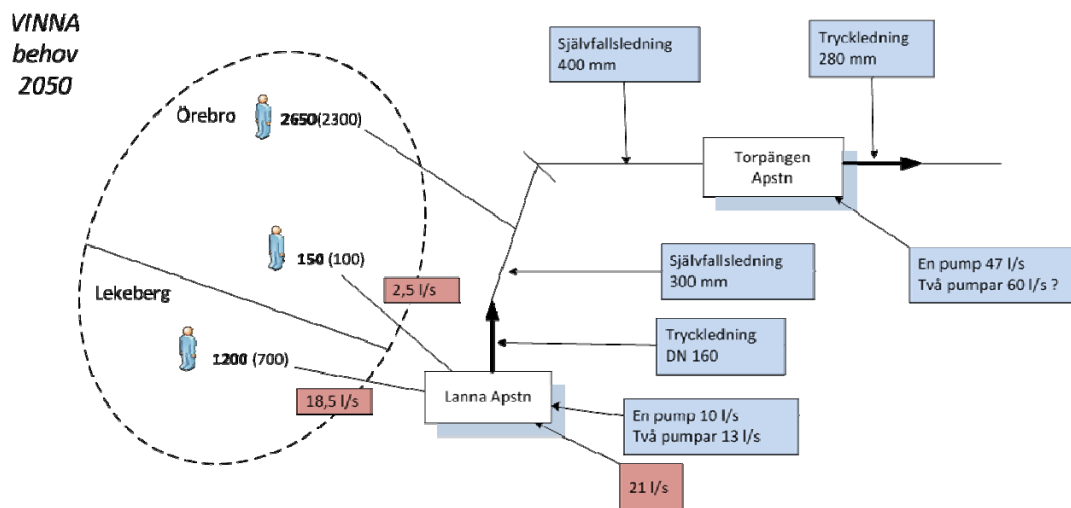 VINNA
behov
2050
Örebro
2650(2300)
150 (100)
Lekeberg
1200 (700)
2,5 l/s
18,5 l/s
Självfallsledning
400 mm
Tryckledning
280 mm
Torpängen
Apstn
Självfallsledning
300 mm
En pump 47 l/s
Två pumpar 60 l/s ?
Tryckledning
DN 160
Lanna Apstn
En pump 10 l/s
Två pumpar 13 l/s
21 l/s